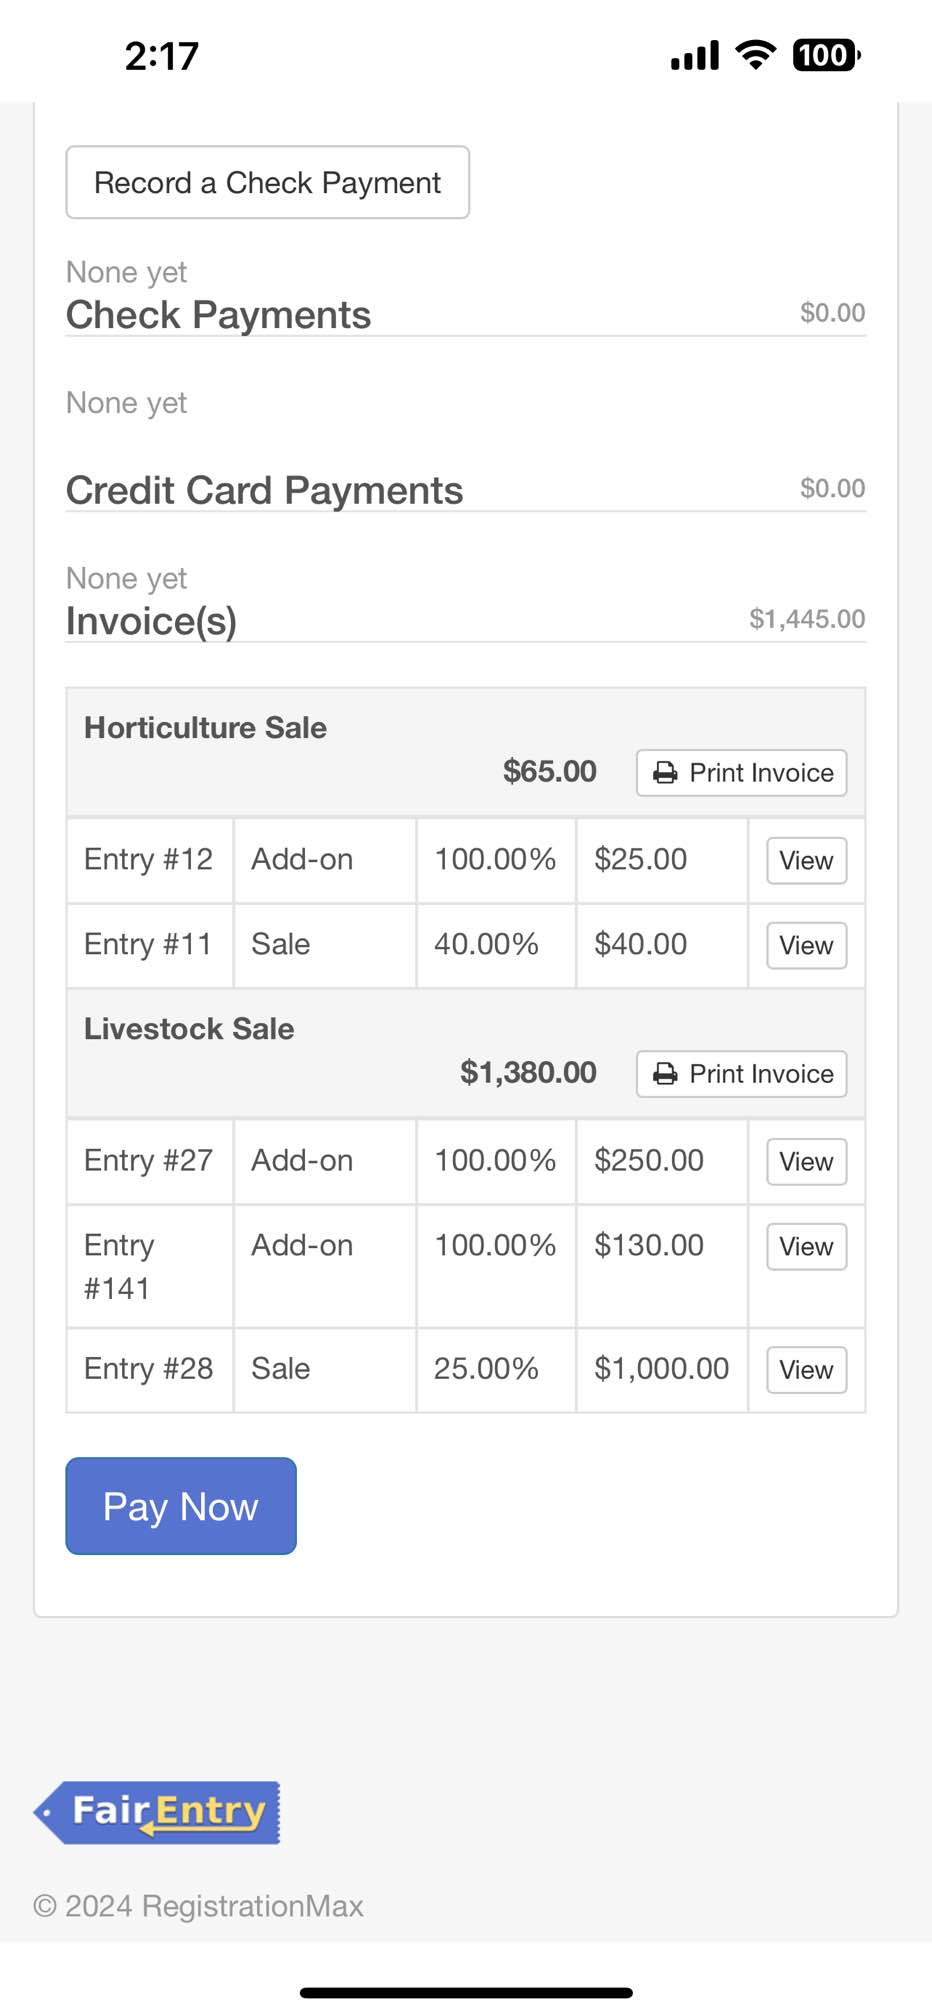 2:17
100
Record a Check Payment
None yet
Check Payments $0.00
None yet
Credit Card Payments $0.00
None yet
Invoice(s) $1,445.00
Horticulture Sale
$65.00 Print Invoice
Entry #12 Add-on 100.00% $25.00 View
Entry #11 Sale 40.00% $40.00 View
Livestock Sale
$1,380.00 Print Invoice
Entry #27 Add-on 100.00% $250.00 View
Entry Add-on 100.00% $130.00 View
#141
Entry #28 Sale 25.00% $1,000.00 View
Pay Now
FairEntry
© 2024 RegistrationMax